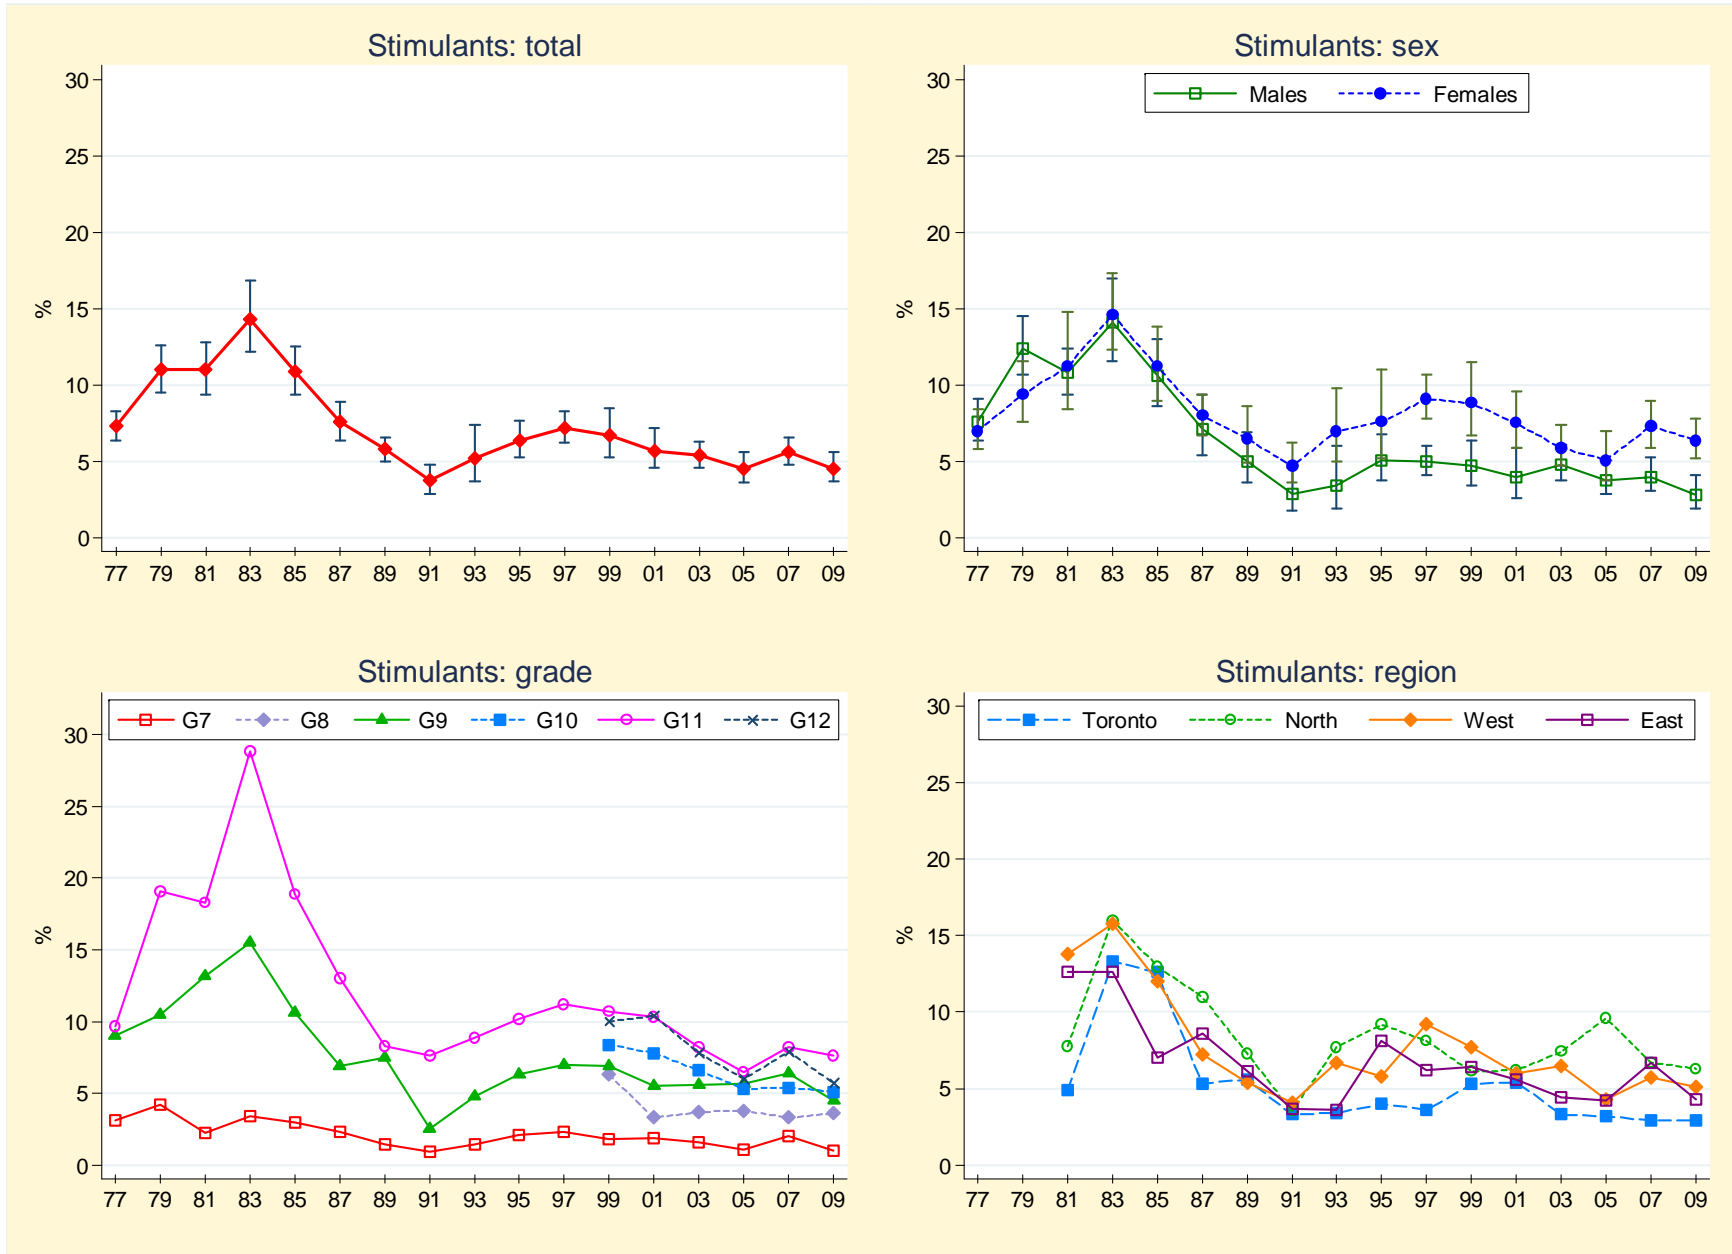 Stimulants: total
30
25
20
15
10
5
0
%
77 79 81 83 85 87 89 91 93 95 97 99 01 03 05 07 09
Stimulants: sex
Males Females
30
25
20
15
10
5
0
%
77 79 81 83 85 87 89 91 93 95 97 99 01 03 05 07 09
Stimulants: grade
G7 G8 G9 G10 G11 G12
30
25
20
15
10
5
0
%
77 79 81 83 85 87 89 91 93 95 97 99 01 03 05 07 09
Stimulants: region
Toronto North West East
30
25
20
15
10
5
0
%
77 79 81 83 85 87 89 91 93 95 97 99 01 03 05 07 09